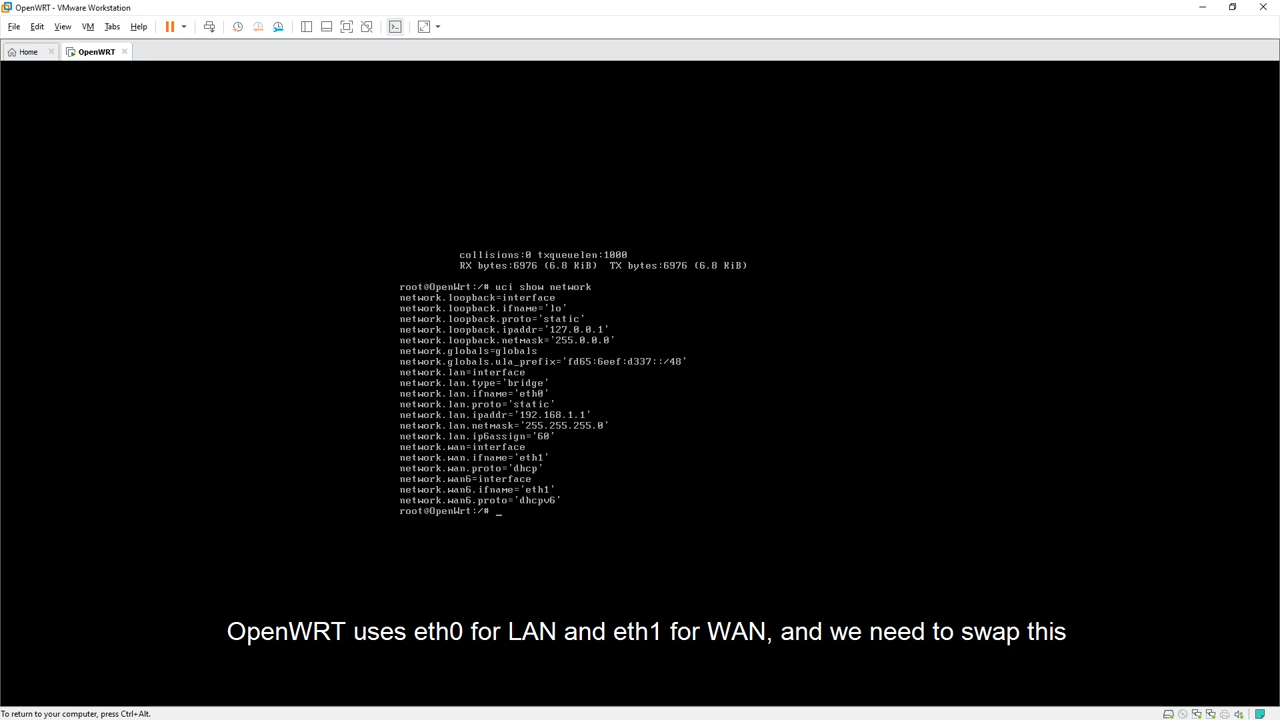 OpenWRT - VMware Workstation
File Edit View VM Tabs Help
Home OpenWRT
collisions:0 txqueuelen:1000
RX bytes:6976 (6.8 KiB) TX bytes:6976 (6.8 KiB)
root@OpenWrt:/# uci show network
network.loopback=interface
network.loopback.ifname='lo'
network.loopback.proto='static'
network.loopback.ipaddr='127.0.0.1'
network.loopback.netmask='255.0.0.0'
network.globals=globals
network.globals.ula_prefix='fd65:6eef:d337::/48'
network.lan=interface
network.lan.type='bridge'
network.lan.ifname='eth0'
network.lan.proto='static'
network.lan.ipaddr='192.168.1.1'
network.lan.netmask='255.255.255.0'
network.lan.ip6assign='60'
network.wan=interface
network.wan.ifname='eth1'
network.wan.proto='dhcp'
network.wan6=interface
network.wan6.ifname='eth1'
network.wan6.proto='dhcpv6'
root@OpenWrt:/# _
OpenWRT uses eth0 for LAN and eth1 for WAN, and we need to swap this
To return to your computer, press Ctrl+Alt.